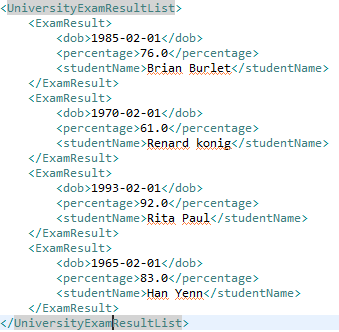 <UniversityExamResultList>
<ExamResult>
<dob>1985-02-01</dob>
<percentage>76.0</percentage>
<studentName>Brian Burlet</studentName>
</ExamResult>
<ExamResult>
<dob>1970-02-01</dob>
<percentage>61.0</percentage>
<studentName>Renard konig</studentName>
</ExamResult>
<ExamResult>
<dob>1993-02-01</dob>
<percentage>92.0</percentage>
<studentName>Rita Paul</studentName>
</ExamResult>
<ExamResult>
<dob>1965-02-01</dob>
<percentage>83.0</percentage>
<studentName>Han Yenn</studentName>
</ExamResult>
</UniversityExamResultList>